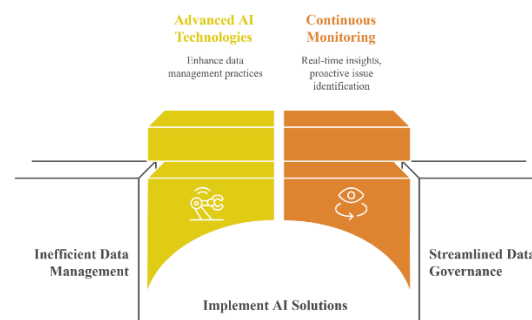 Advanced AI
Technologies
Enhance data
management practices
Continuous
Monitoring
Real-time insights,
proactive issue
identification
Inefficient Data
Management
Streamlined Data
Governance
Implement AI Solutions